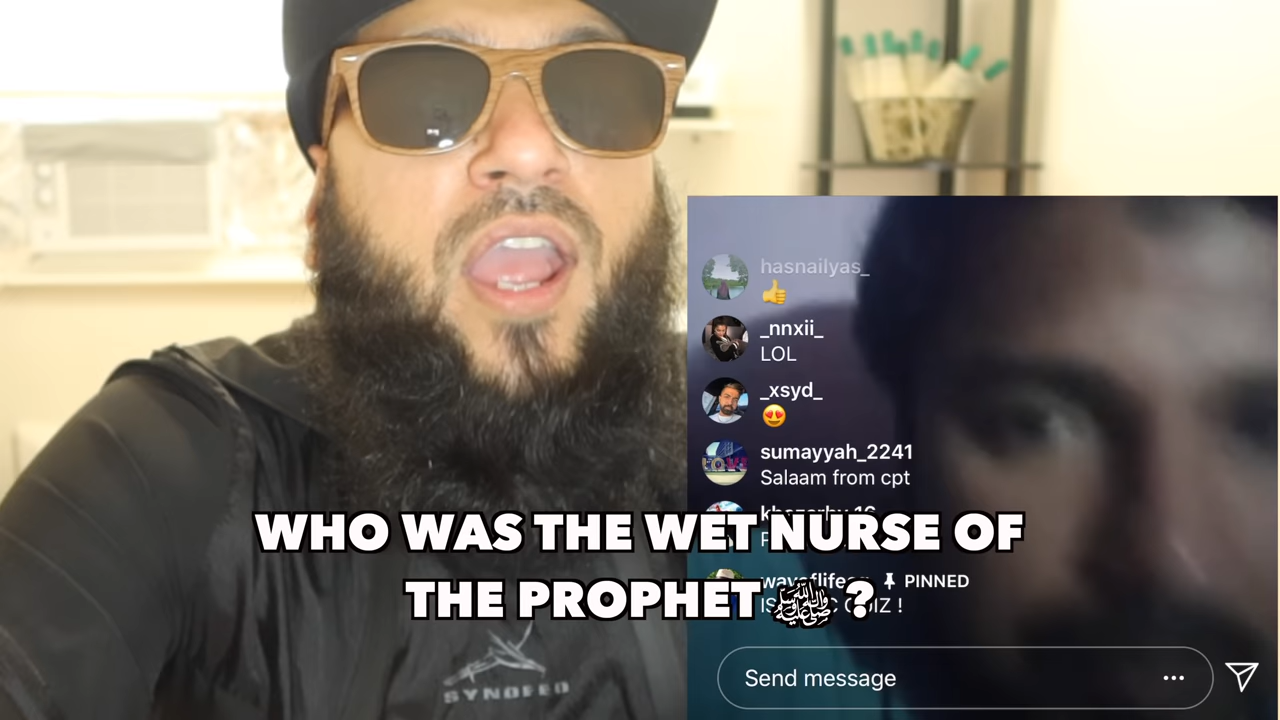 hasnailyas_
👍
_nnxii_
LOL
_xsyd_
😍
sumayyah_2241
Salaam from cpt
PINNED
WHO WAS THE WET NURSE OF
THE PROPHET ﷺ ?
Send message